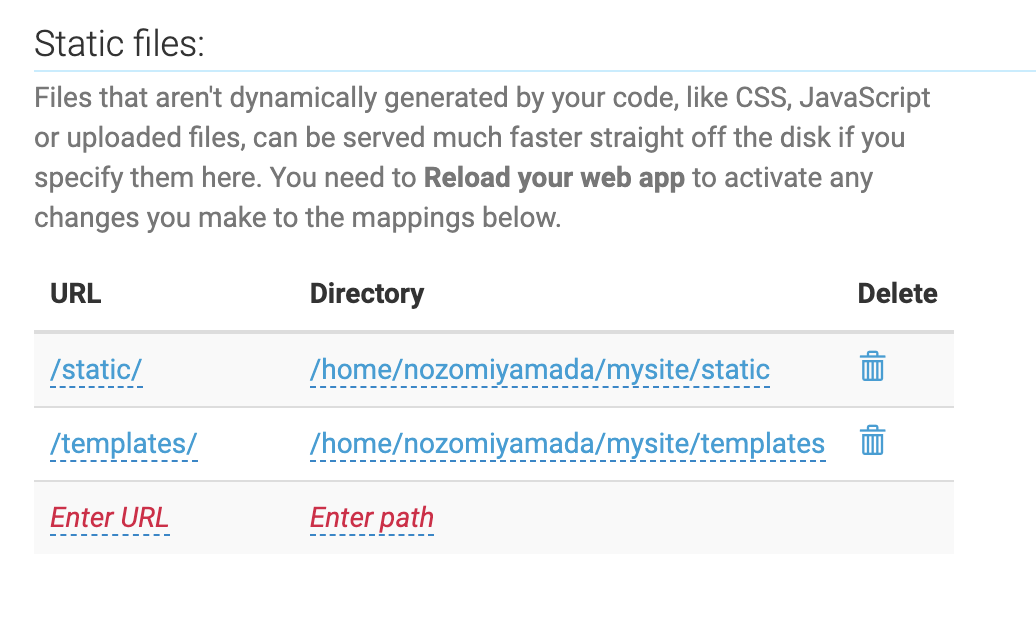 Static files:
Files that aren't dynamically generated by your code, like CSS, JavaScript
or uploaded files, can be served much faster straight off the disk if you
specify them here. You need to Reload your web app to activate any
changes you make to the mappings below.
URL Directory Delete
/static/ /home/nozomiyamada/mysite/static
/templates/ /home/nozomiyamada/mysite/templates
Enter URL Enter path